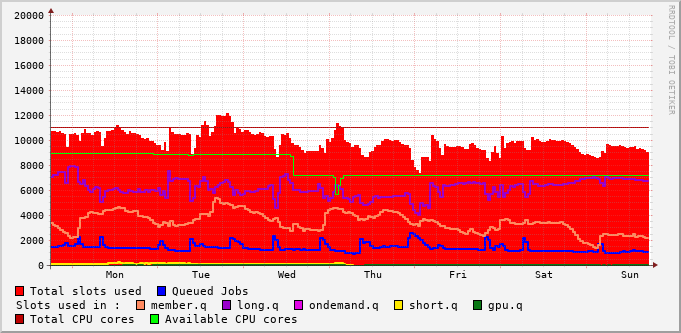 20000
18000
16000
14000
12000
10000
8000
6000
4000
2000
0
Mon Tue Wed Thu Fri Sat Sun
RRDTOOL / TOBI OETIKER
Total slots used Queued Jobs
Slots used in : member.q long.q ondemand.q short.q gpu.q
Total CPU cores Available CPU cores